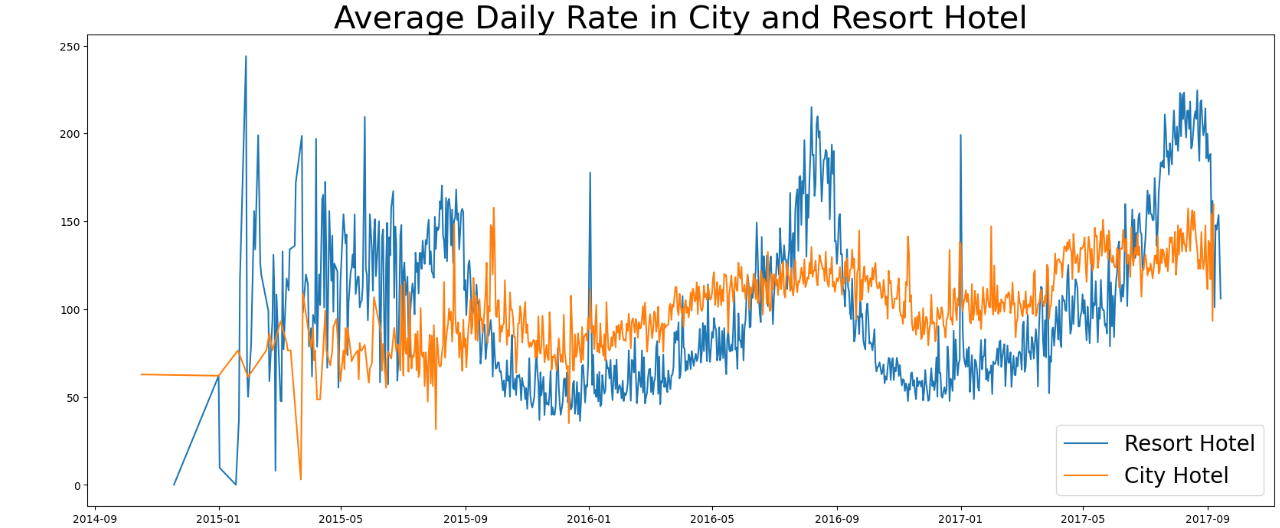 Average Daily Rate in City and Resort Hotel
250
200
150
100
50
0
Resort Hotel
City Hotel
2014-09 2015-01 2015-05 2015-09 2016-01 2016-05 2016-09 2017-01 2017-05 2017-09